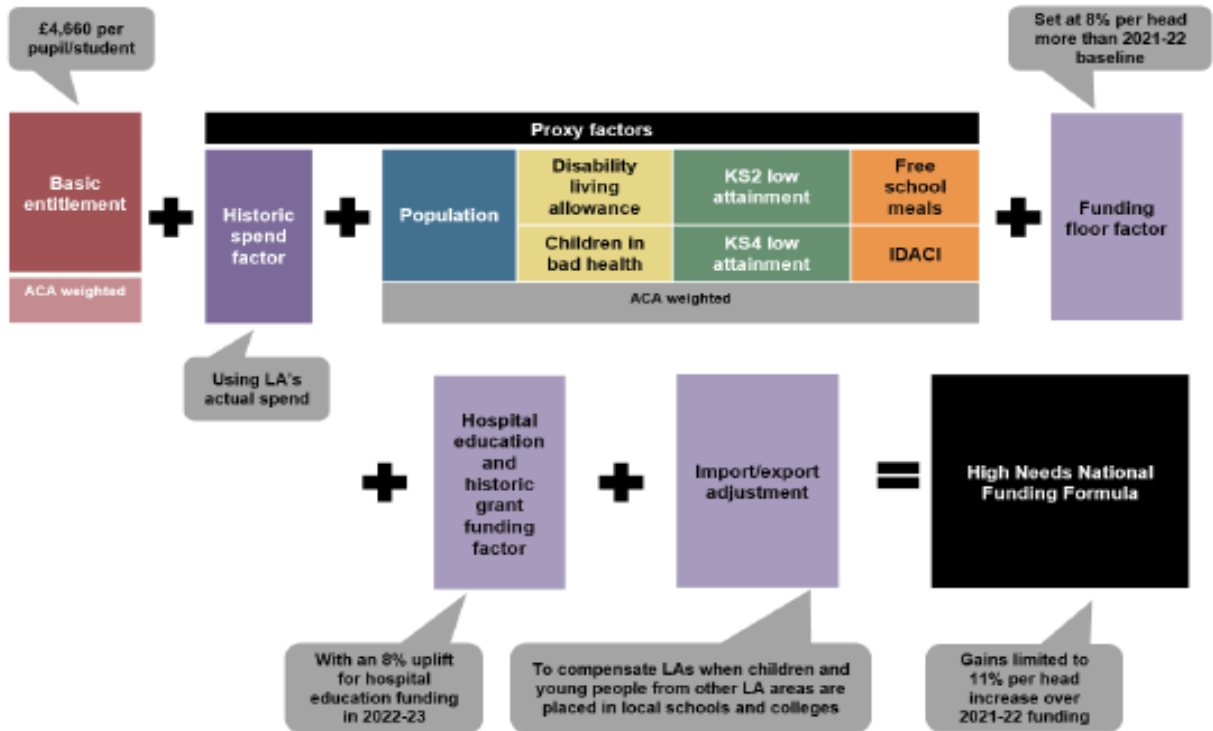 £4,660 per
pupil/student
Set at 8% per head
more than 2021-22
baseline
Proxy factors
Basic
entitlement
ACA weighted
Historic
spend
factor
Population
Disability
living
allowance
Children in
bad health
KS2 low
attainment
KS4 low
attainment
Free
school
meals
IDACI
ACA weighted
Funding
floor factor
Using LA's
actual spend
Hospital
education
and
historic
grant
funding
factor
Import/export
adjustment
High Needs National
Funding Formula
With an 8% uplift
for hospital
education funding
in 2022-23
To compensate LAs when children and
young people from other LA areas are
placed in local schools and colleges
Gains limited to
11% per head
increase over
2021-22 funding